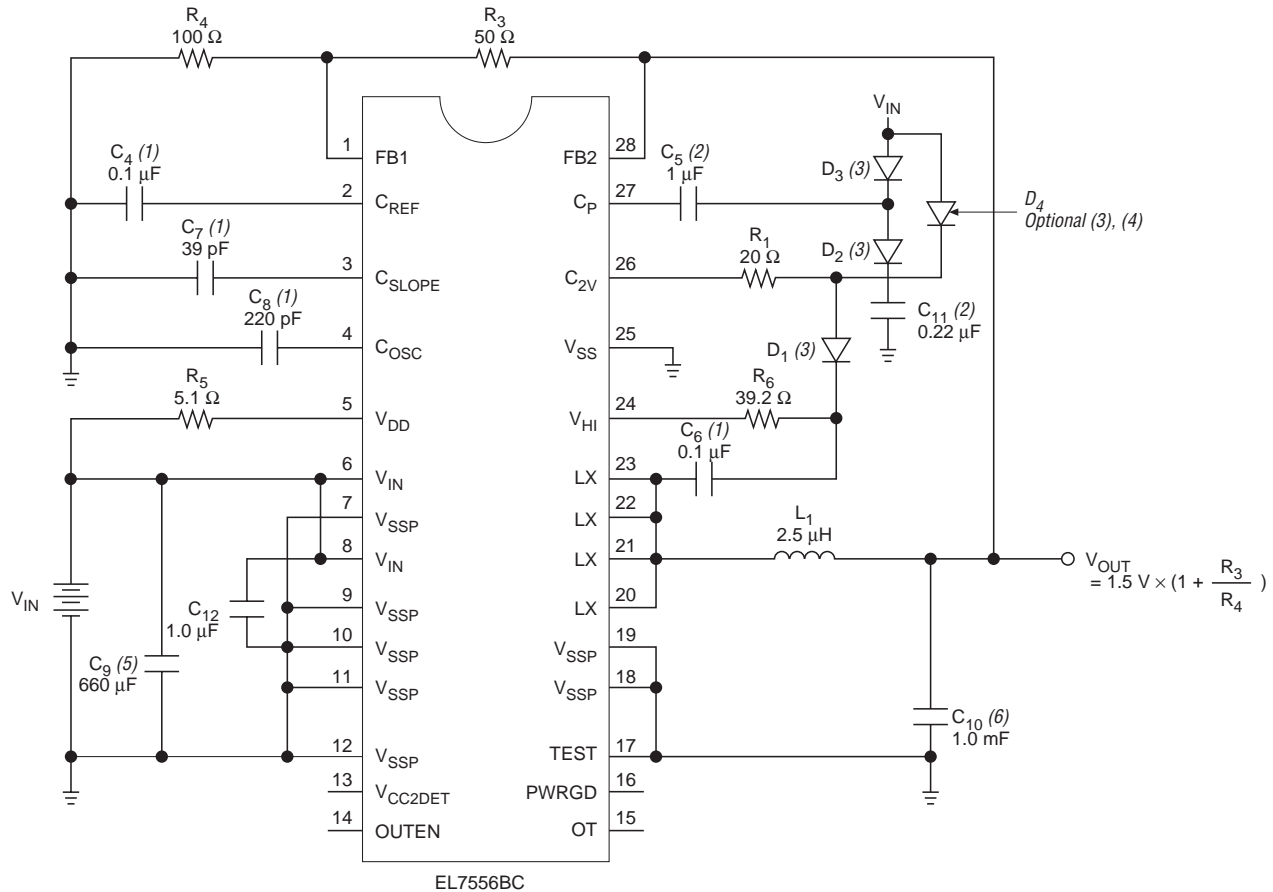 R4
100 Ω
R3
50 Ω
VIN
1
FB1
FB2
28
C4 (1)
0.1 µF
2
CREF
CP
27
C5 (2)
1 µF
D3 (3)
D4
Optional (3), (4)
C7 (1)
39 pF
3
CSLOPE
C2V
26
R1
20 Ω
D2 (3)
C8 (1)
220 pF
4
COSC
VSS
25
C11 (2)
0.22 µF
D1 (3)
R5
5.1 Ω
5
VDD
VHI
24
R6
39.2 Ω
6
VIN
LX
23
C6 (1)
0.1 µF
7
VSSP
LX
22
8
VIN
LX
21
L1
2.5 µH
VOUT
= 1.5 V × (1 + R3 / R4 )
VIN
9
VSSP
LX
20
C12
1.0 µF
10
VSSP
VSSP
19
C9 (5)
660 µF
11
VSSP
VSSP
18
C10 (6)
1.0 mF
12
VSSP
TEST
17
13
VCC2DET
PWRGD
16
14
OUTEN
OT
15
EL7556BC